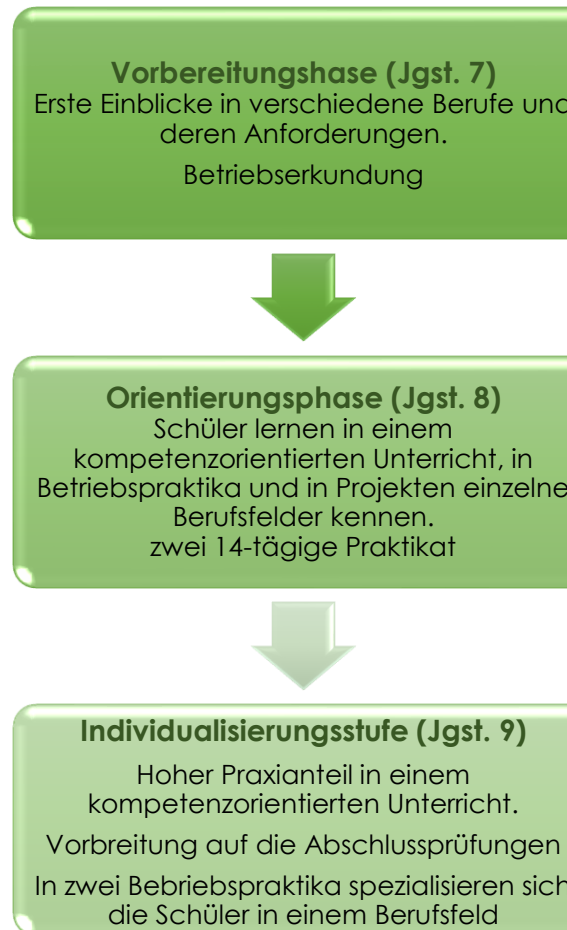 Vorbereitungshase (Jgst. 7)
Erste Einblicke in verschiedene Berufe und
deren Anforderungen.
Betriebserkundung
Orientierungsphase (Jgst. 8)
Schüler lernen in einem
kompetenzorientierten Unterricht, in
Betriebspraktika und in Projekten einzelne
Berufsfelder kennen.
zwei 14-tägige Praktikat
Individualisierungsstufe (Jgst. 9)
Hoher Praxianteil in einem
kompetenzorientierten Unterricht.
Vorbreitung auf die Abschlussprüfungen
In zwei Bebriebspraktika spezialisieren sich
die Schüler in einem Berufsfeld